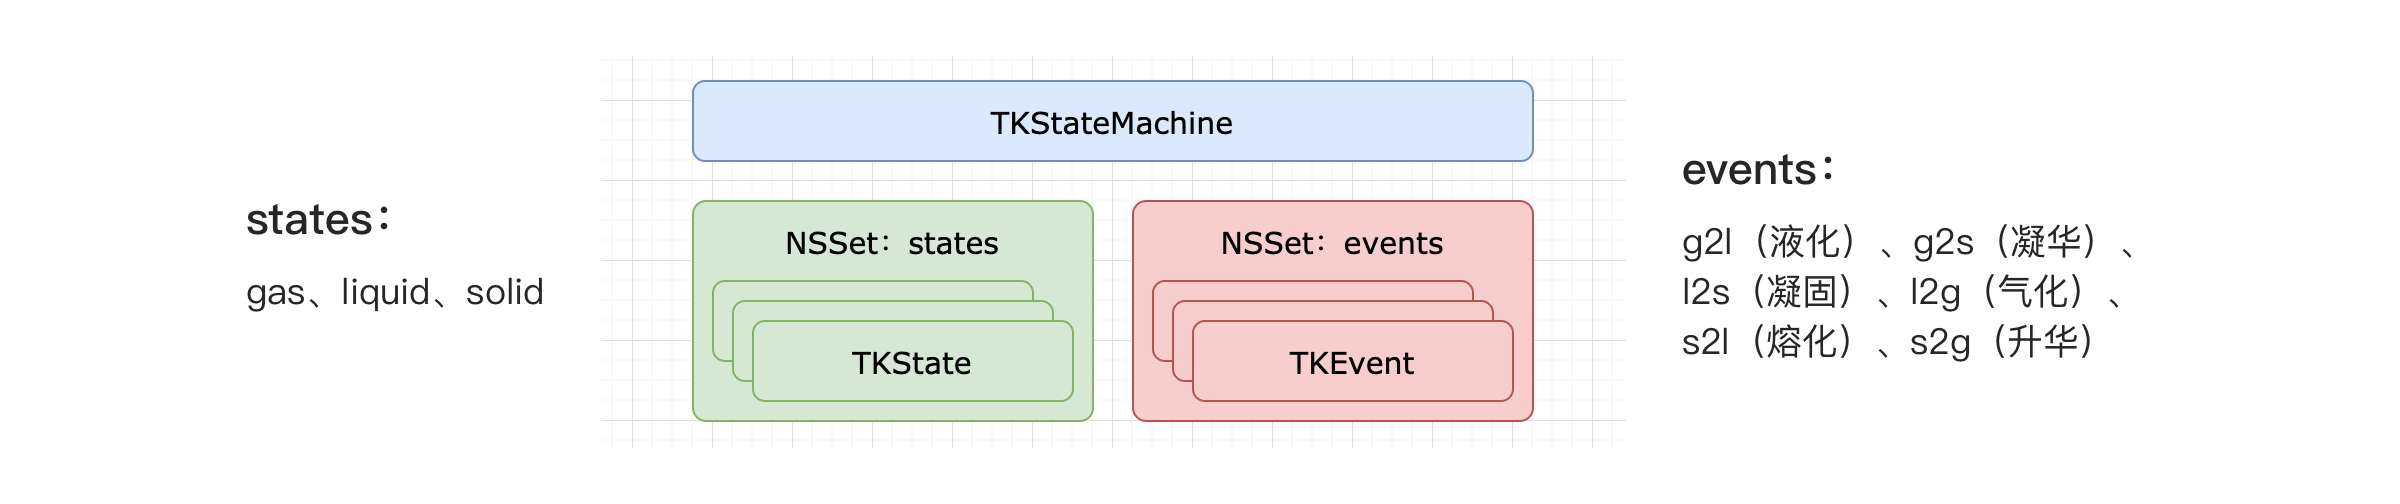 states：
gas、liquid、solid
TKStateMachine
NSSet：states
TKState
NSSet：events
TKEvent
events：
g2l（液化）、g2s（凝华）、
l2s（凝固）、l2g（气化）、
s2l（熔化）、s2g（升华）